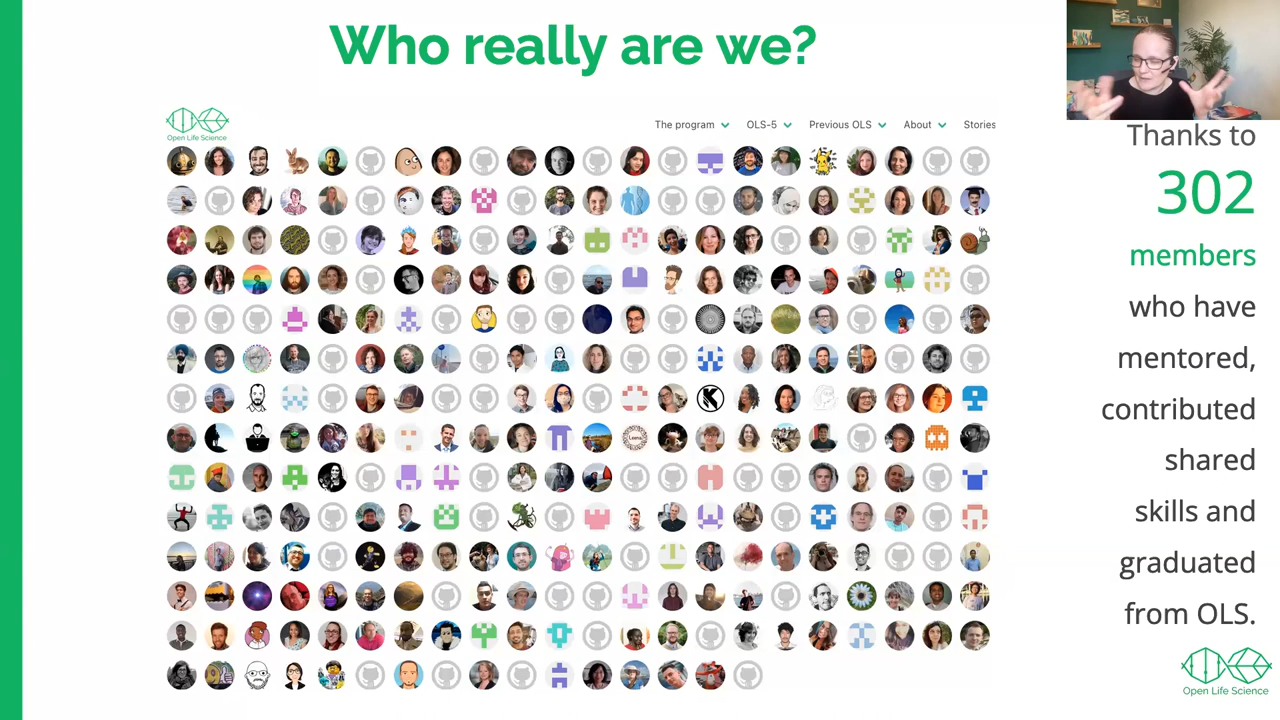 Who really are we?
Open Life Science
The program
OLS-5
Previous OLS
About
Stories
Thanks to
302
members
who have
mentored,
contributed
shared
skills and
graduated
from OLS.
Open Life Science